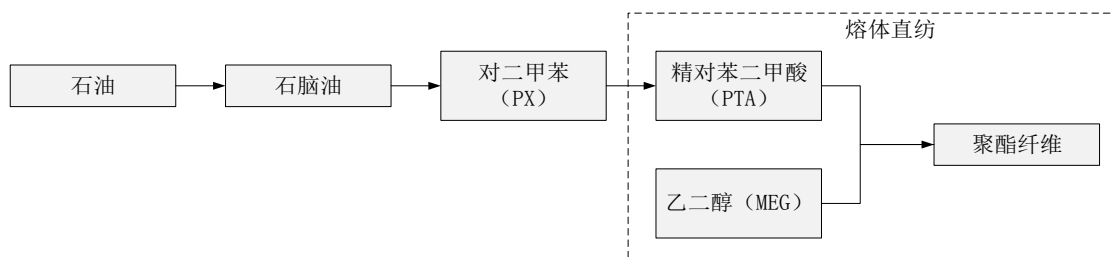 熔体直纺
石油
石脑油
对二甲苯
（PX）
精对苯二甲酸
（PTA）
聚酯纤维
乙二醇（MEG）